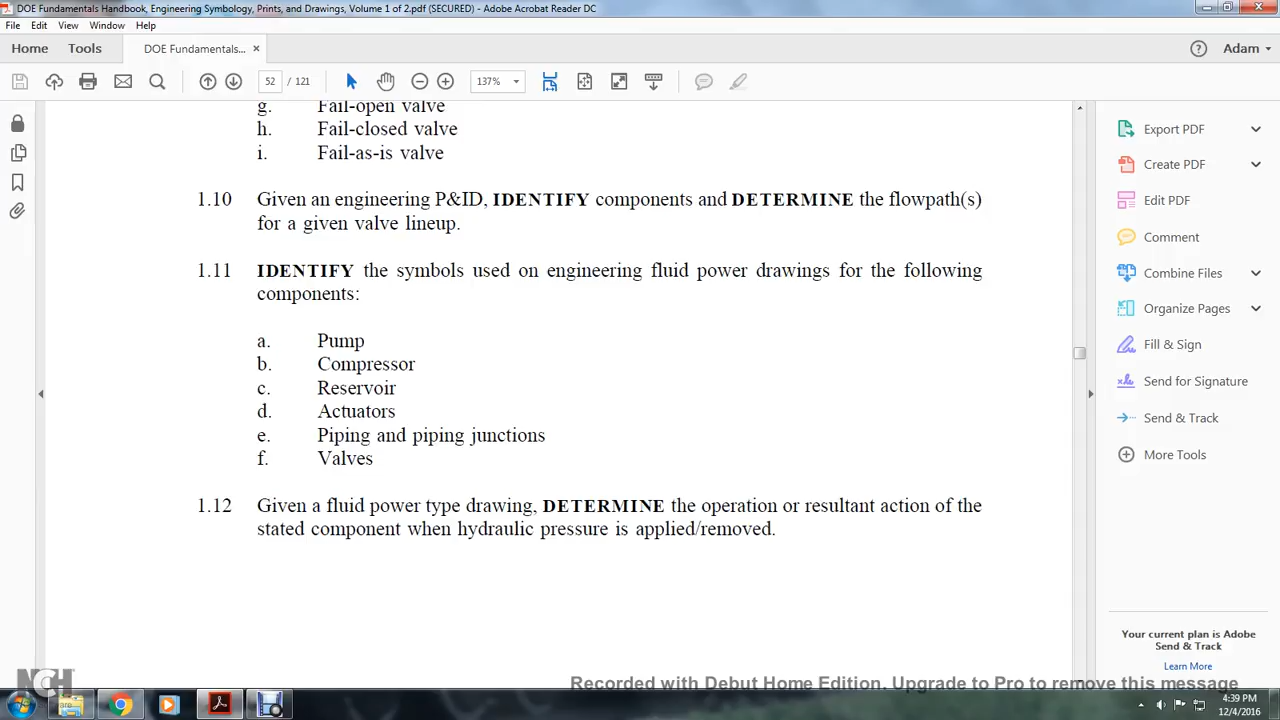 DOE Fundamentals Handbook, Engineering Symbology, Prints, and Drawings, Volume 1 of 2.pdf (SECURED) - Adobe Acrobat Reader DC
File Edit View Window Help
Home Tools DOE Fundamentals... × Adam
52 / 121 137%
g. Fail-open valve
h. Fail-closed valve
i. Fail-as-is valve
1.10 Given an engineering P&ID, IDENTIFY components and DETERMINE the flowpath(s)
for a given valve lineup.
1.11 IDENTIFY the symbols used on engineering fluid power drawings for the following
components:
a. Pump
b. Compressor
c. Reservoir
d. Actuators
e. Piping and piping junctions
f. Valves
1.12 Given a fluid power type drawing, DETERMINE the operation or resultant action of the
stated component when hydraulic pressure is applied/removed.
Export PDF
Create PDF
Edit PDF
Comment
Combine Files
Organize Pages
Fill & Sign
Send for Signature
Send & Track
More Tools
Your current plan is Adobe
Send & Track
Learn More
NCH
Recorded with Debut Home Edition. Upgrade to Pro to remove this message
4:39 PM
12/4/2016